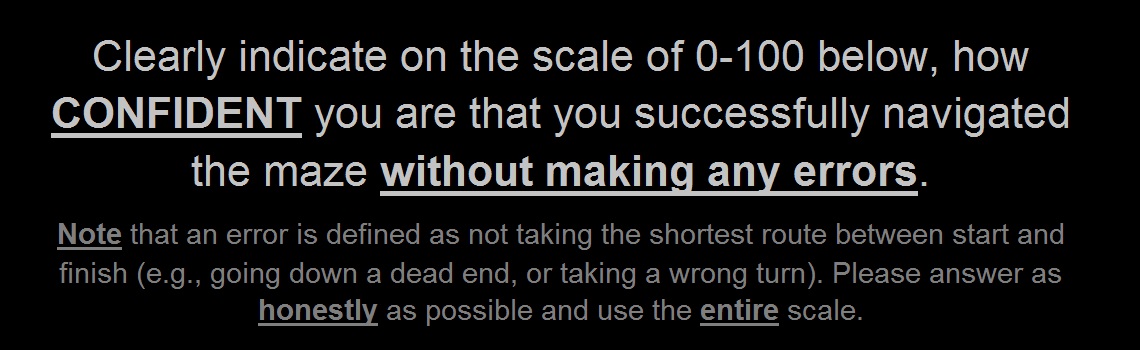 Clearly indicate on the scale of 0-100 below, how
CONFIDENT you are that you successfully navigated
the maze without making any errors.
Note that an error is defined as not taking the shortest route between start and
finish (e.g., going down a dead end, or taking a wrong turn). Please answer as
honestly as possible and use the entire scale.